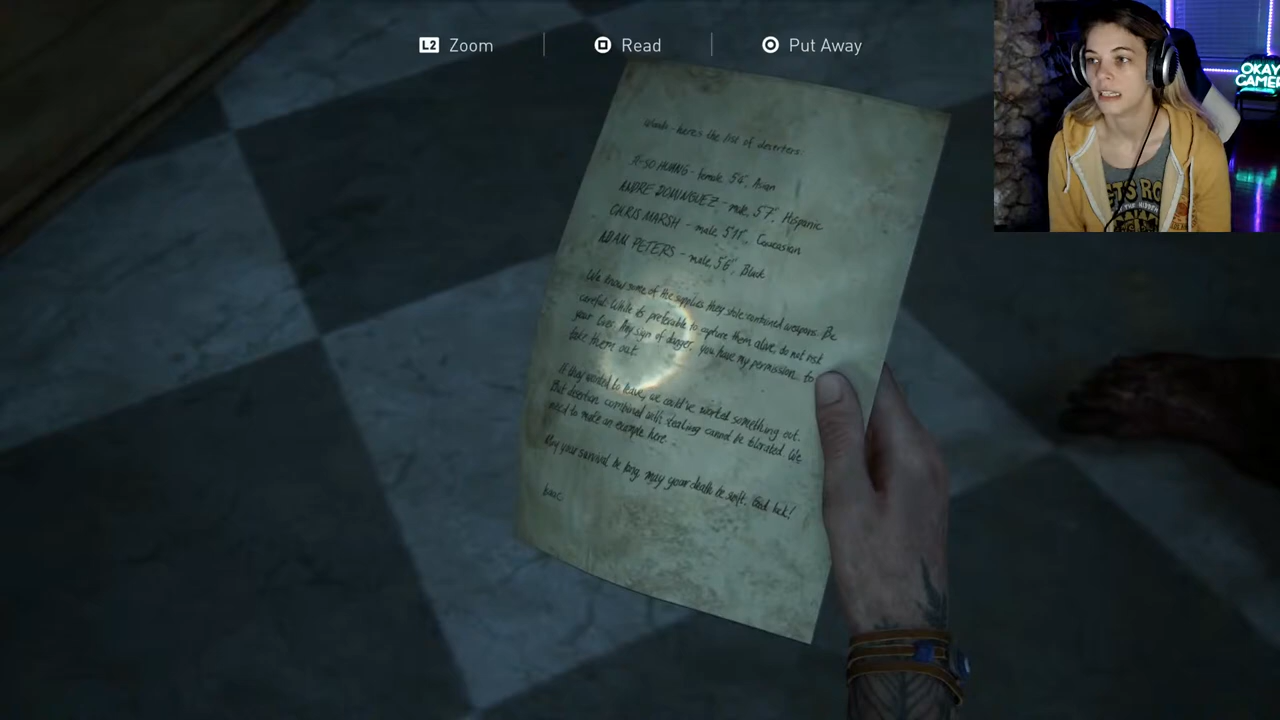 L2 Zoom
Read
Put Away
OKAY
GAMER
LET'S RO
here's the list of deserters:
JI-SO HUANG - female, 5'4", Asian
ANDRE DOMINGUEZ - male, 5'7", Hispanic
CHRIS MARSH - male, 5'11", Caucasian
ADAM PETERS - male, 5'6", Black
We know some of the supplies they stole contained weapons. Be
careful. While it's preferable to capture them alive, do not risk
your lives. Any sign of danger, you have my permission to
take them out.
If they wanted to leave, we could've worked something out.
But desertion combined with stealing cannot be tolerated. We
need to make an example here.
May your survival be long, may your death be swift. Good luck!
Isaac